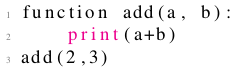 1 function add(a, b):
2     print(a+b)
3 add(2,3)